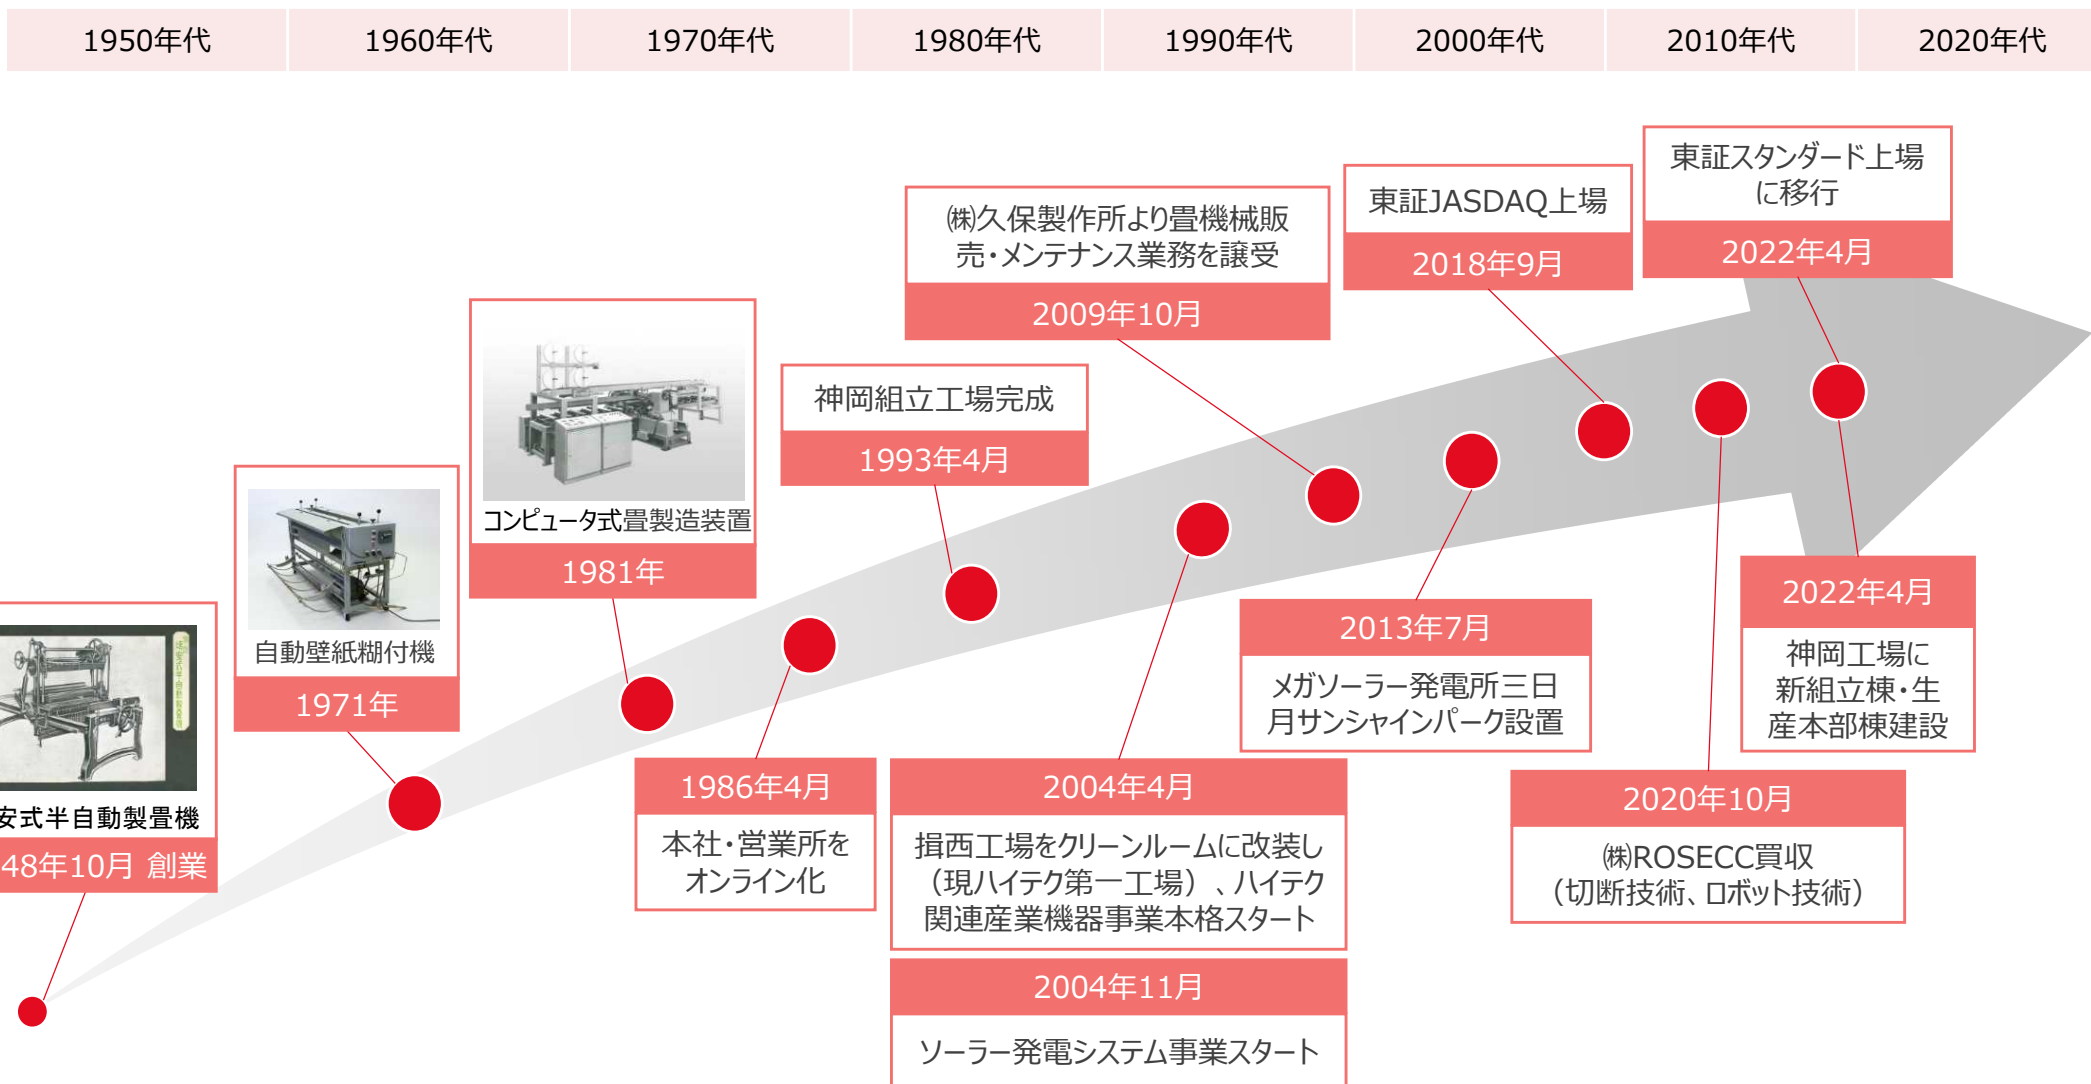 1950年代
1960年代
1970年代
1980年代
1990年代
2000年代
2010年代
2020年代
安式半自動製畳機
48年10月 創業
自動壁紙糊付機
1971年
コンピュータ式畳製造装置
1981年
1986年4月
本社・営業所を
オンライン化
神岡組立工場完成
1993年4月
2004年4月
揖西工場をクリーンルームに改装し
（現ハイテク第一工場）、ハイテク
関連産業機器事業本格スタート
2004年11月
ソーラー発電システム事業スタート
㈱久保製作所より畳機械販
売・メンテナンス業務を譲受
2009年10月
2013年7月
メガソーラー発電所三日
月サンシャインパーク設置
東証JASDAQ上場
2018年9月
2020年10月
㈱ROSECC買収
（切断技術、ロボット技術）
東証スタンダード上場
に移行
2022年4月
2022年4月
神岡工場に
新組立棟・生
産本部棟建設